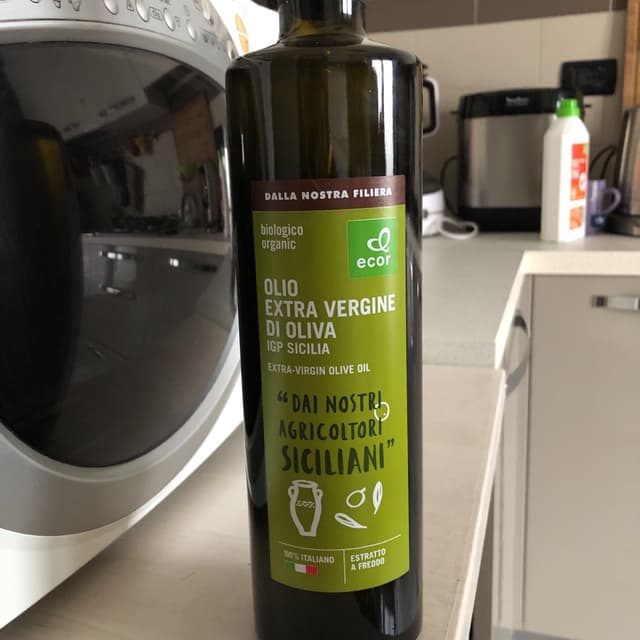 DALLA NOSTRA FILIERA
biologico
organic
ecor
OLIO
EXTRA VERGINE
DI OLIVA
IGP SICILIA
EXTRA-VIRGIN OLIVE OIL
“DAI NOSTRI
AGRICOLTORI
SICILIANI”
100% ITALIANO
ESTRATTO
A FREDDO